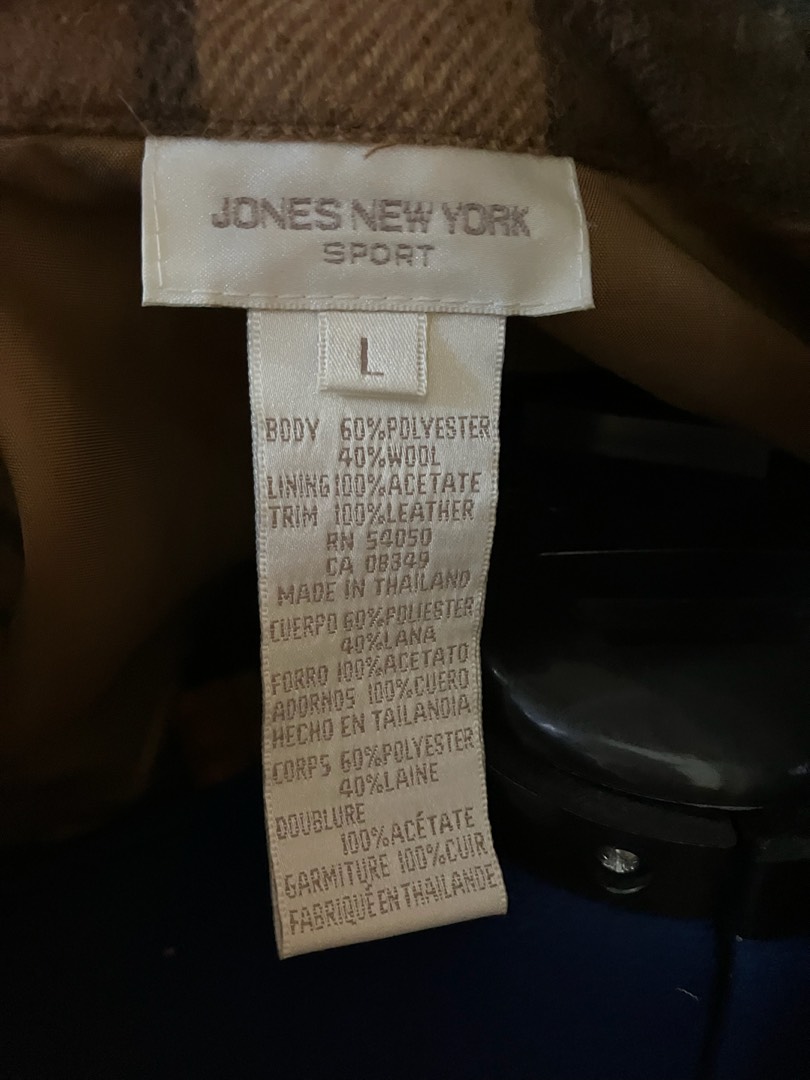 JONES NEW YORK
SPORT
L
BODY 60%POLYESTER
40%WOOL
LINING 100%ACETATE
TRIM 100%LEATHER
RN 54050
CA 08349
MADE IN THAILAND
CUERPO 60%POLIESTER
40%LANA
FORRO 100%ACETATO
ADORNOS 100%CUERO
HECHO EN TAILANDIA
CORPS 60%POLYESTER
40%LAINE
DOUBLURE
100%ACÉTATE
GARMITURE 100%CUIR
FABRIQUÉ EN THAILANDE